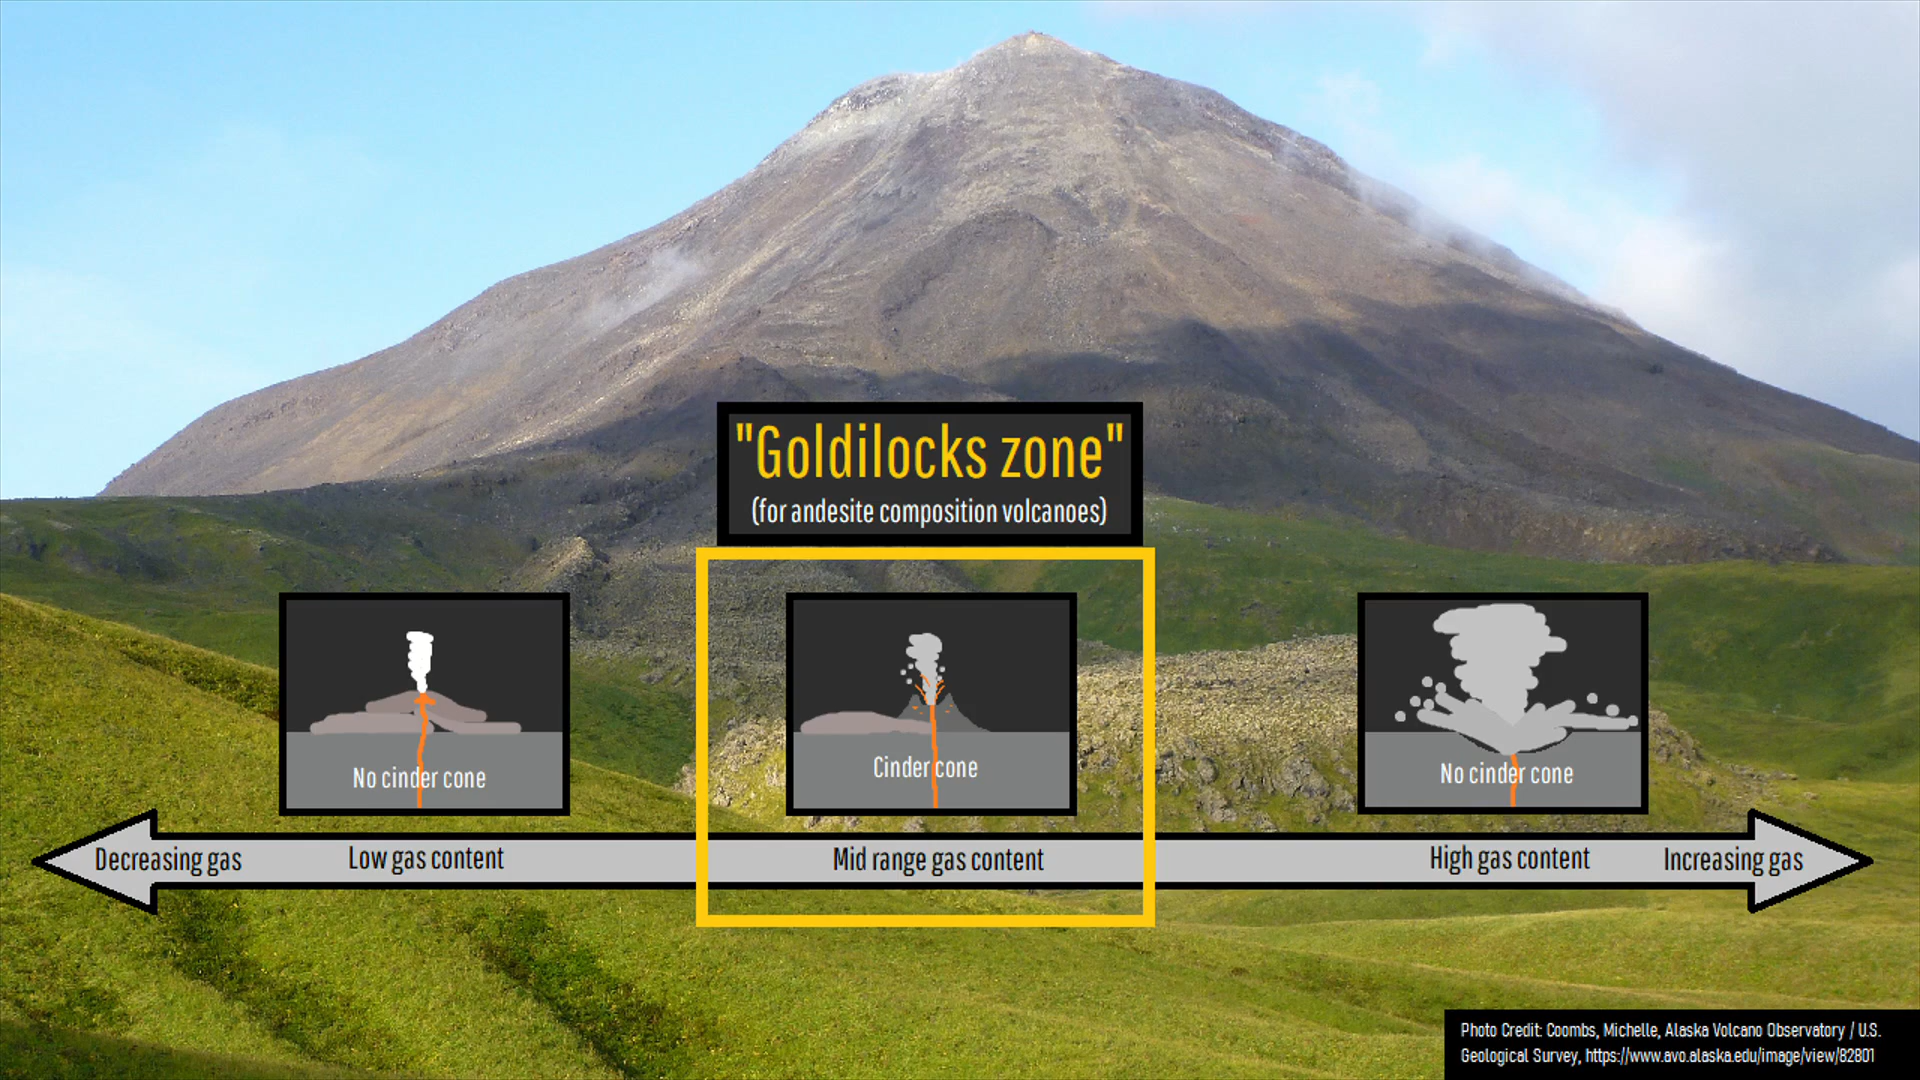 "Goldilocks zone"
(for andesite composition volcanoes)
No cinder cone
Cinder cone
No cinder cone
Decreasing gas
Low gas content
Mid range gas content
High gas content
Increasing gas
Photo Credit: Coombs, Michelle, Alaska Volcano Observatory / U.S.
Geological Survey, https://www.avo.alaska.edu/image/view/82801